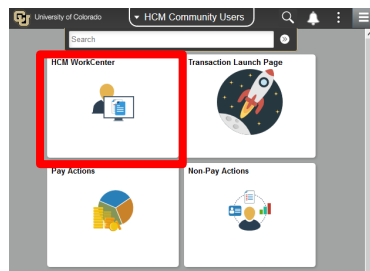 University of Colorado
HCM Community Users
Search
HCM WorkCenter
Transaction Launch Page
Pay Actions
Non-Pay Actions